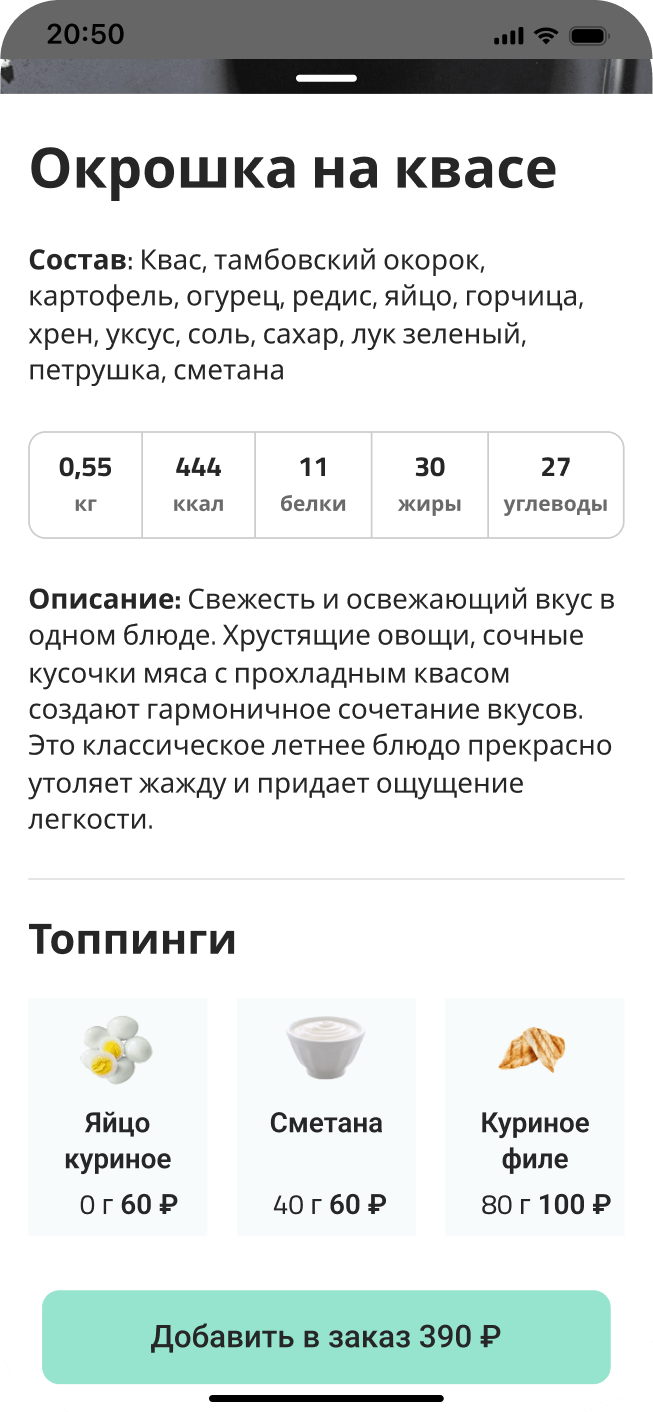 20:50
Окрошка на квасе
Состав: Квас, тамбовский окорок,
картофель, огурец, редис, яйцо, горчица,
хрен, уксус, соль, сахар, лук зеленый,
петрушка, сметана
0,55 444 11 30 27
кг ккал белки жиры углеводы
Описание: Свежесть и освежающий вкус в
одном блюде. Хрустящие овощи, сочные
кусочки мяса с прохладным квасом
создают гармоничное сочетание вкусов.
Это классическое летнее блюдо прекрасно
утоляет жажду и придает ощущение
легкости.
Топпинги
Яйцо
куриное
0 г 60 ₽
Сметана
40 г 60 ₽
Куриное
филе
80 г 100 ₽
Добавить в заказ 390 ₽